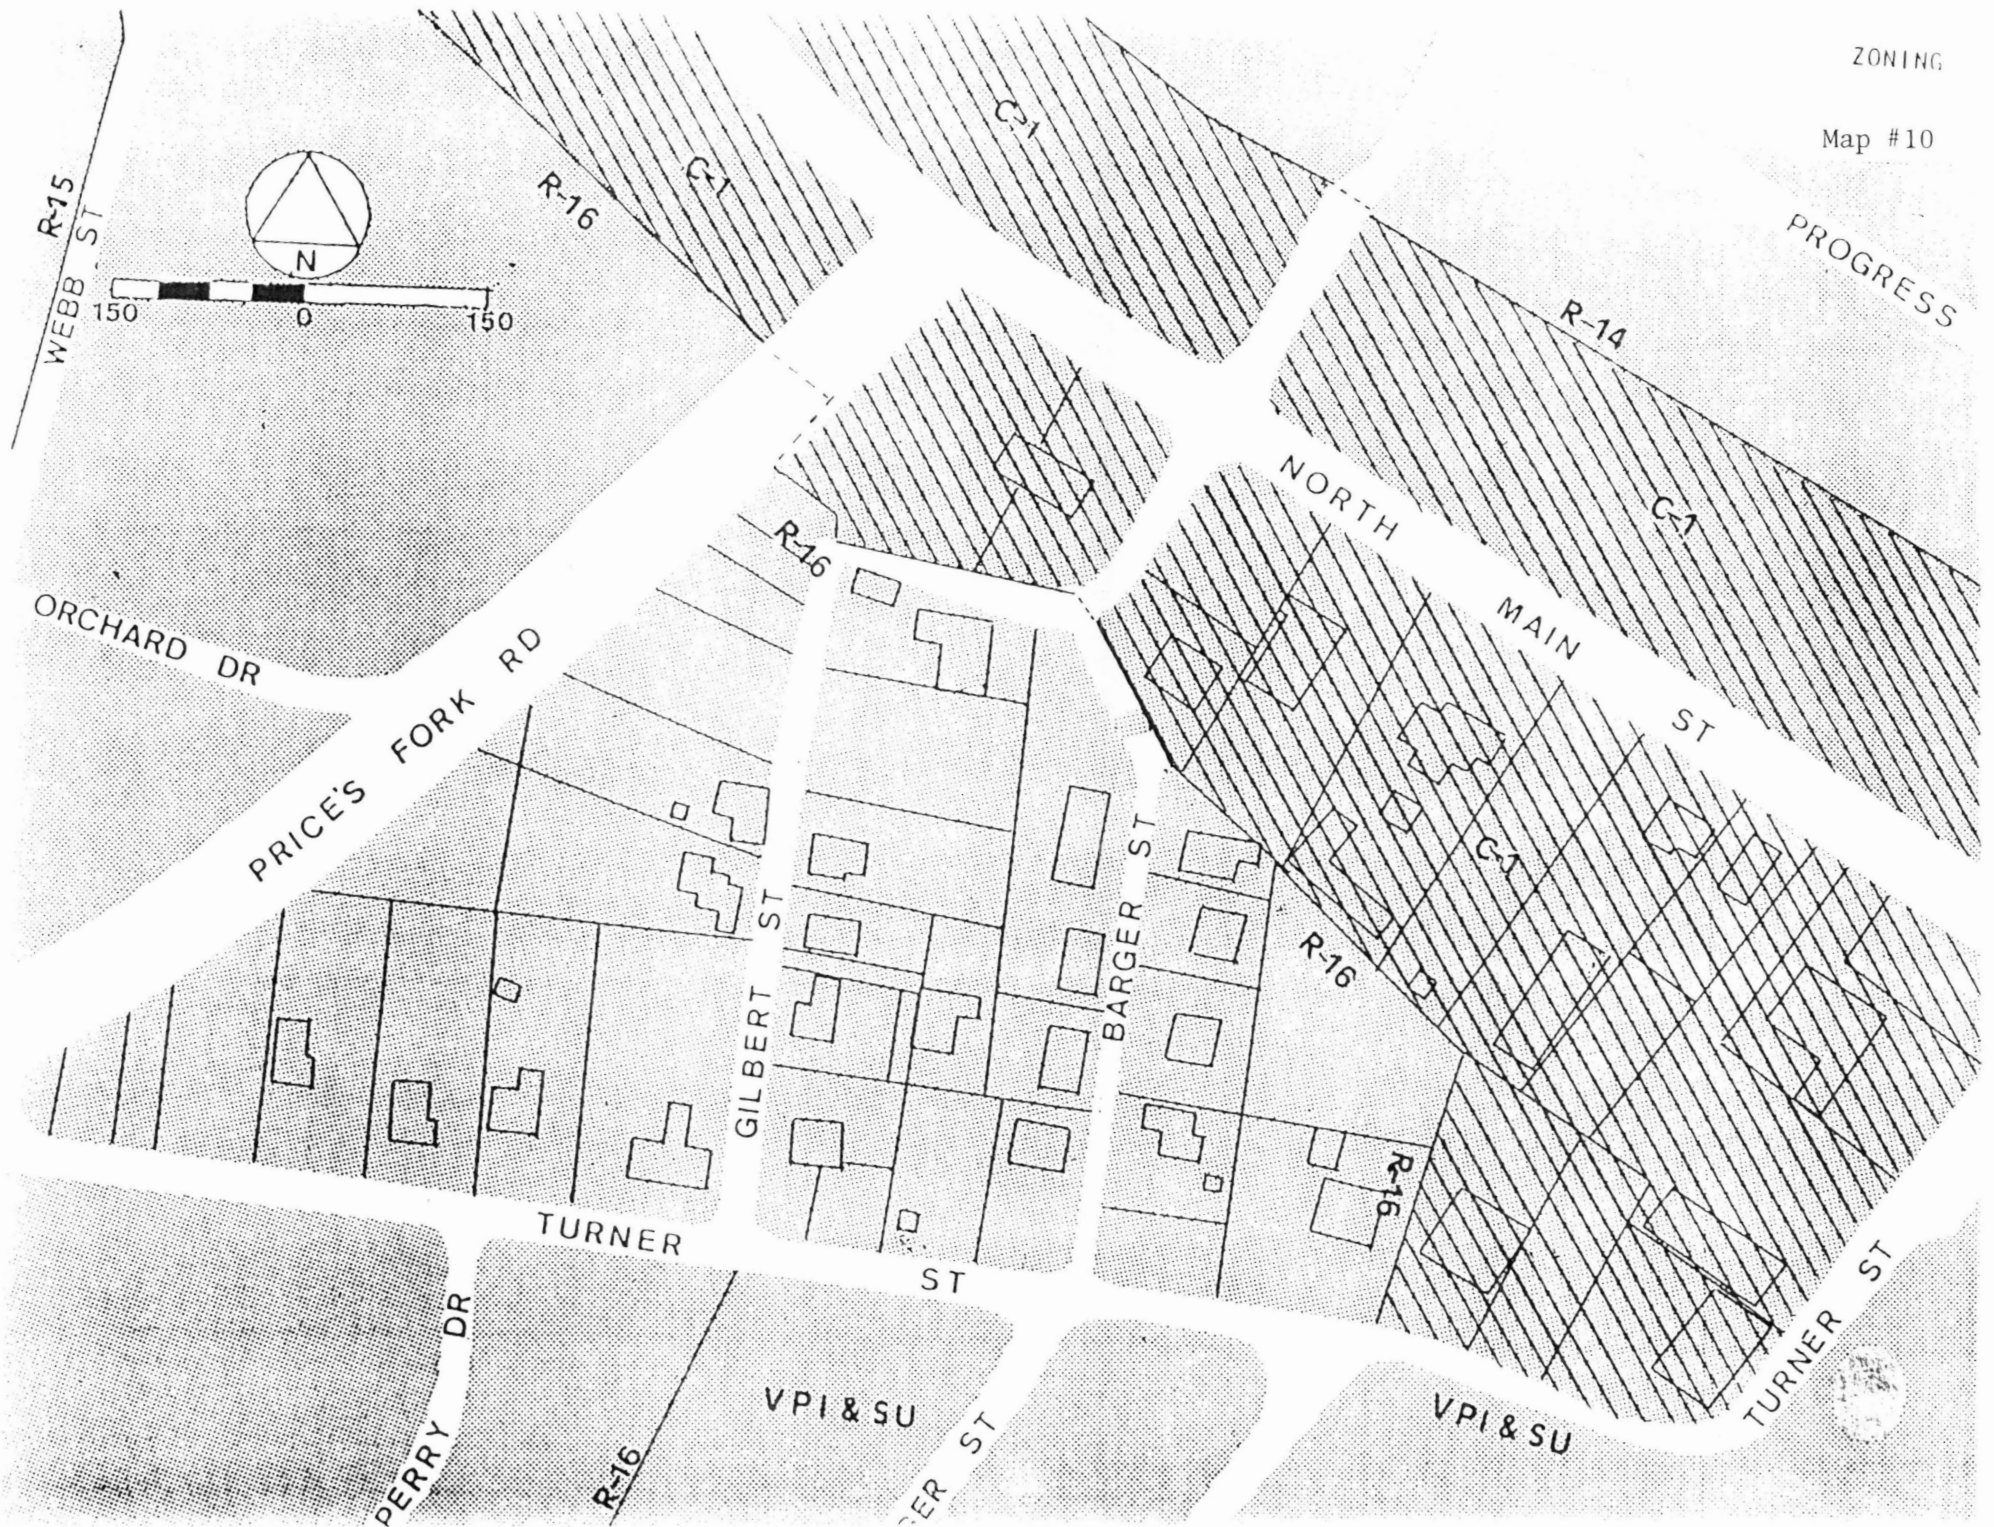 ZONING
Map #10
C-1
C-1
R-16
R-15
WEBB ST
N
150 0 150
PROGRESS
R-14
NORTH MAIN ST
C-1
R-16
ORCHARD DR
PRICE'S FORK RD
C-1
R-16
GILBERT ST
BARGER ST
R-16
TURNER ST
TURNER ST
PERRY DR
R-16
VPI & SU
VPI & SU
GER ST